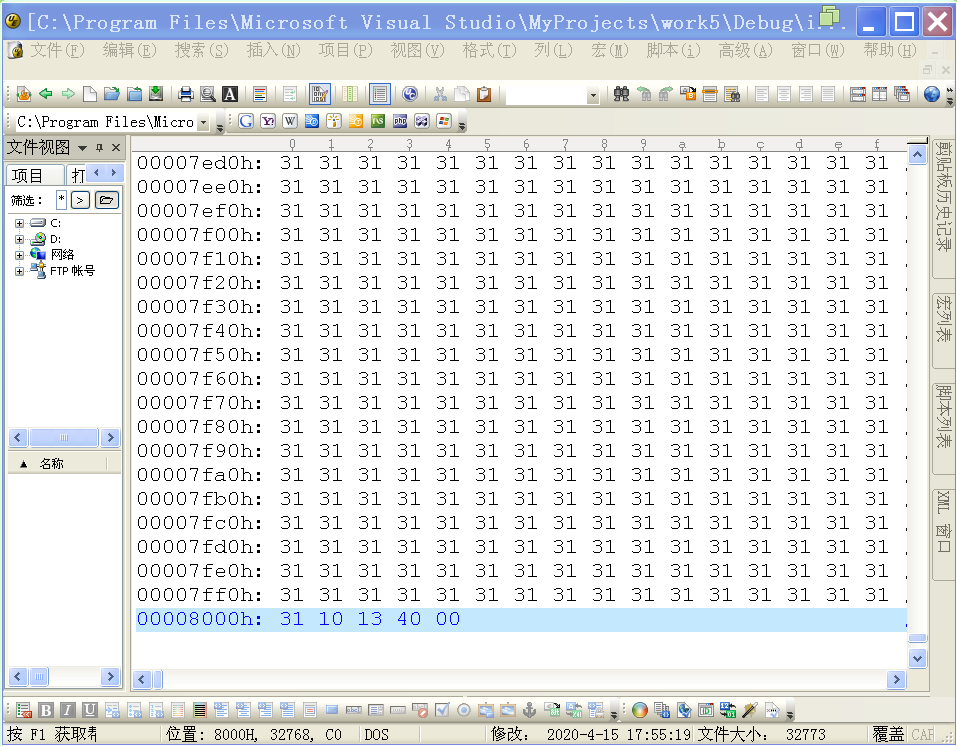 [C:\Program Files\Microsoft Visual Studio\MyProjects\work5\Debug\i...
文件(F) 编辑(E) 搜索(S) 插入(N) 项目(P) 视图(V) 格式(T) 列(L) 宏(M) 脚本(i) 高级(A) 窗口(W) 帮助(H)
C:\Program Files\Micro
文件视图
项目 打
筛选: * >
C:
D:
网络
FTP 帐号
名称
0 1 2 3 4 5 6 7 8 9 a b c d e f
00007ed0h: 31 31 31 31 31 31 31 31 31 31 31 31 31 31 31 31
00007ee0h: 31 31 31 31 31 31 31 31 31 31 31 31 31 31 31 31
00007ef0h: 31 31 31 31 31 31 31 31 31 31 31 31 31 31 31 31
00007f00h: 31 31 31 31 31 31 31 31 31 31 31 31 31 31 31 31
00007f10h: 31 31 31 31 31 31 31 31 31 31 31 31 31 31 31 31
00007f20h: 31 31 31 31 31 31 31 31 31 31 31 31 31 31 31 31
00007f30h: 31 31 31 31 31 31 31 31 31 31 31 31 31 31 31 31
00007f40h: 31 31 31 31 31 31 31 31 31 31 31 31 31 31 31 31
00007f50h: 31 31 31 31 31 31 31 31 31 31 31 31 31 31 31 31
00007f60h: 31 31 31 31 31 31 31 31 31 31 31 31 31 31 31 31
00007f70h: 31 31 31 31 31 31 31 31 31 31 31 31 31 31 31 31
00007f80h: 31 31 31 31 31 31 31 31 31 31 31 31 31 31 31 31
00007f90h: 31 31 31 31 31 31 31 31 31 31 31 31 31 31 31 31
00007fa0h: 31 31 31 31 31 31 31 31 31 31 31 31 31 31 31 31
00007fb0h: 31 31 31 31 31 31 31 31 31 31 31 31 31 31 31 31
00007fc0h: 31 31 31 31 31 31 31 31 31 31 31 31 31 31 31 31
00007fd0h: 31 31 31 31 31 31 31 31 31 31 31 31 31 31 31 31
00007fe0h: 31 31 31 31 31 31 31 31 31 31 31 31 31 31 31 31
00007ff0h: 31 31 31 31 31 31 31 31 31 31 31 31 31 31 31 31
00008000h: 31 10 13 40 00
剪贴板历史记录
宏列表
脚本列表
XML 窗口
B I U
按 F1 获取帮 位置: 8000H, 32768, C0 DOS 修改: 2020-4-15 17:55:19 文件大小: 32773 覆盖 CAP